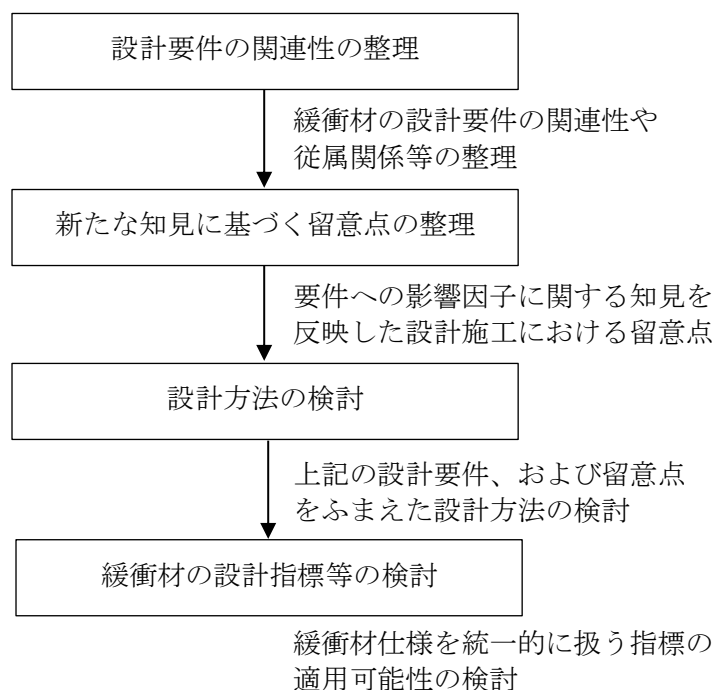 設計要件の関連性の整理
緩衝材の設計要件の関連性や
従属関係等の整理
新たな知見に基づく留意点の整理
要件への影響因子に関する知見を
反映した設計施工における留意点
設計方法の検討
上記の設計要件、および留意点
をふまえた設計方法の検討
緩衝材の設計指標等の検討
緩衝材仕様を統一的に扱う指標の
適用可能性の検討